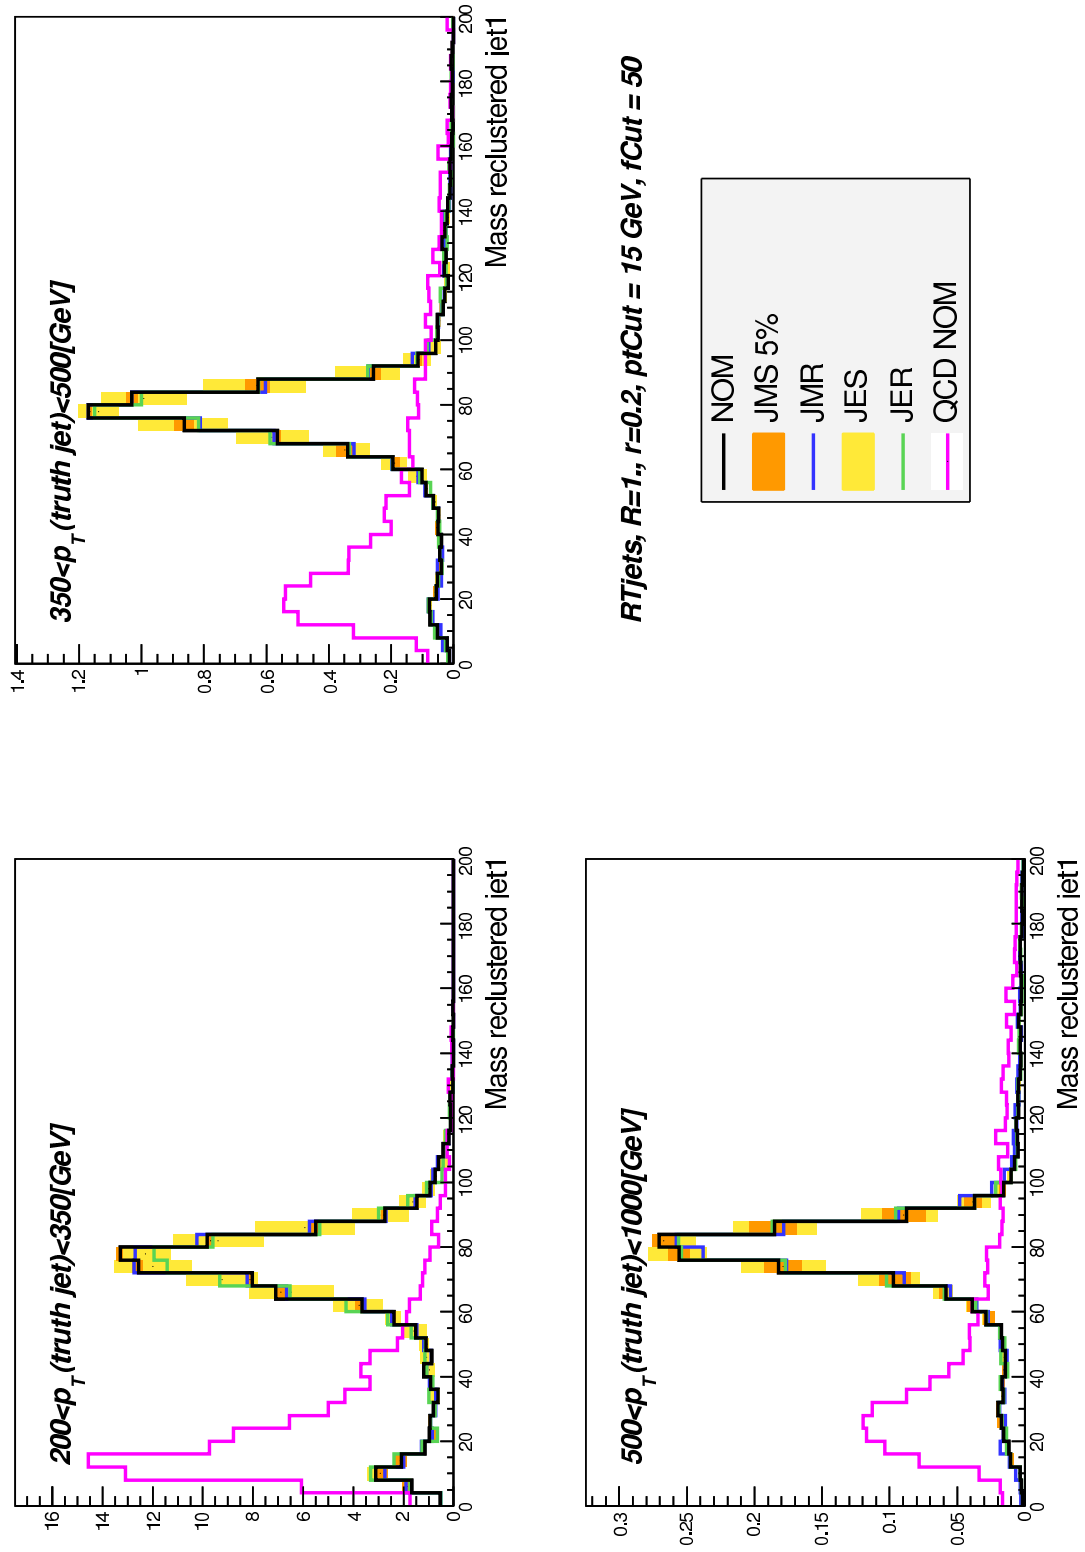 200<p_T(truth jet)<350[GeV]
16
14
12
10
8
6
4
2
0
0 20 40 60 80 100 120 140 160 180 200
Mass reclustered jet1
350<p_T(truth jet)<500[GeV]
1.4
1.2
1
0.8
0.6
0.4
0.2
0
0 20 40 60 80 100 120 140 160 180 200
Mass reclustered jet1
500<p_T(truth jet)<1000[GeV]
0.3
0.25
0.2
0.15
0.1
0.05
0
0 20 40 60 80 100 120 140 160 180 200
Mass reclustered jet1
RTjets, R=1., r=0.2, ptCut = 15 GeV, fCut = 50
NOM
JMS 5%
JMR
JES
JER
QCD NOM